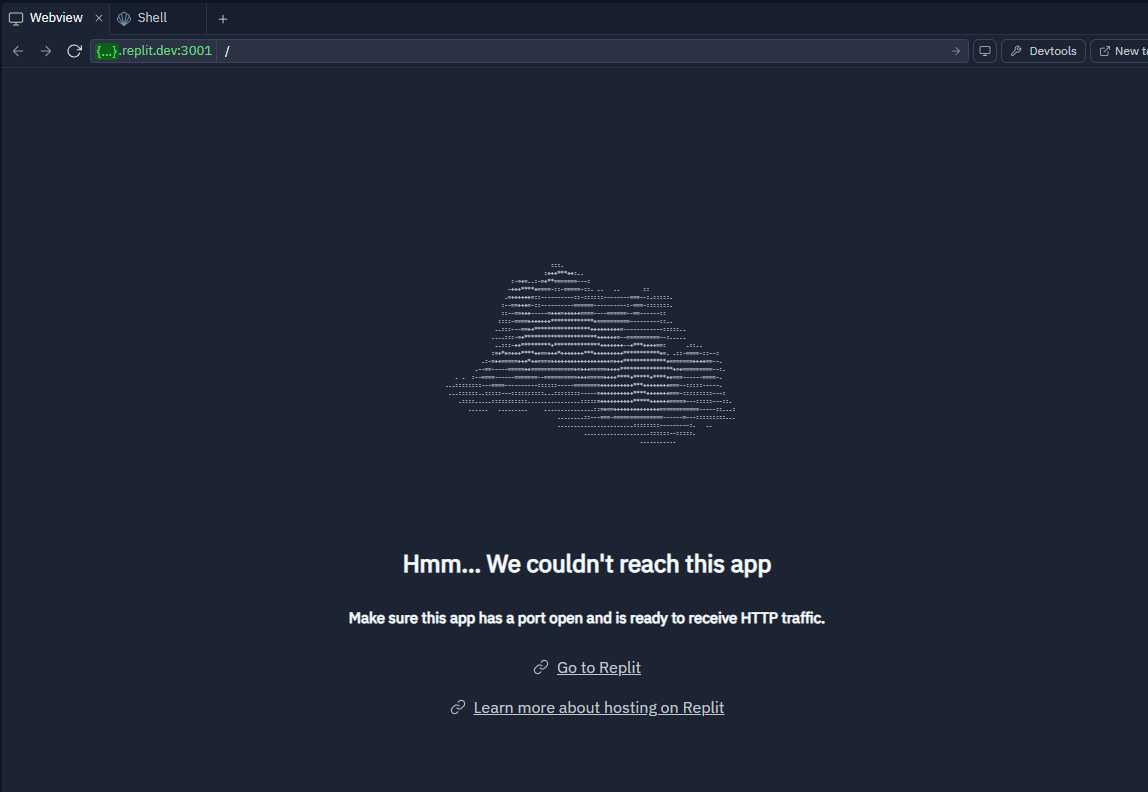 Webview
Shell
{...}.replit.dev:3001 /
Devtools
New t
Hmm... We couldn't reach this app
Make sure this app has a port open and is ready to receive HTTP traffic.
Go to Replit
Learn more about hosting on Replit